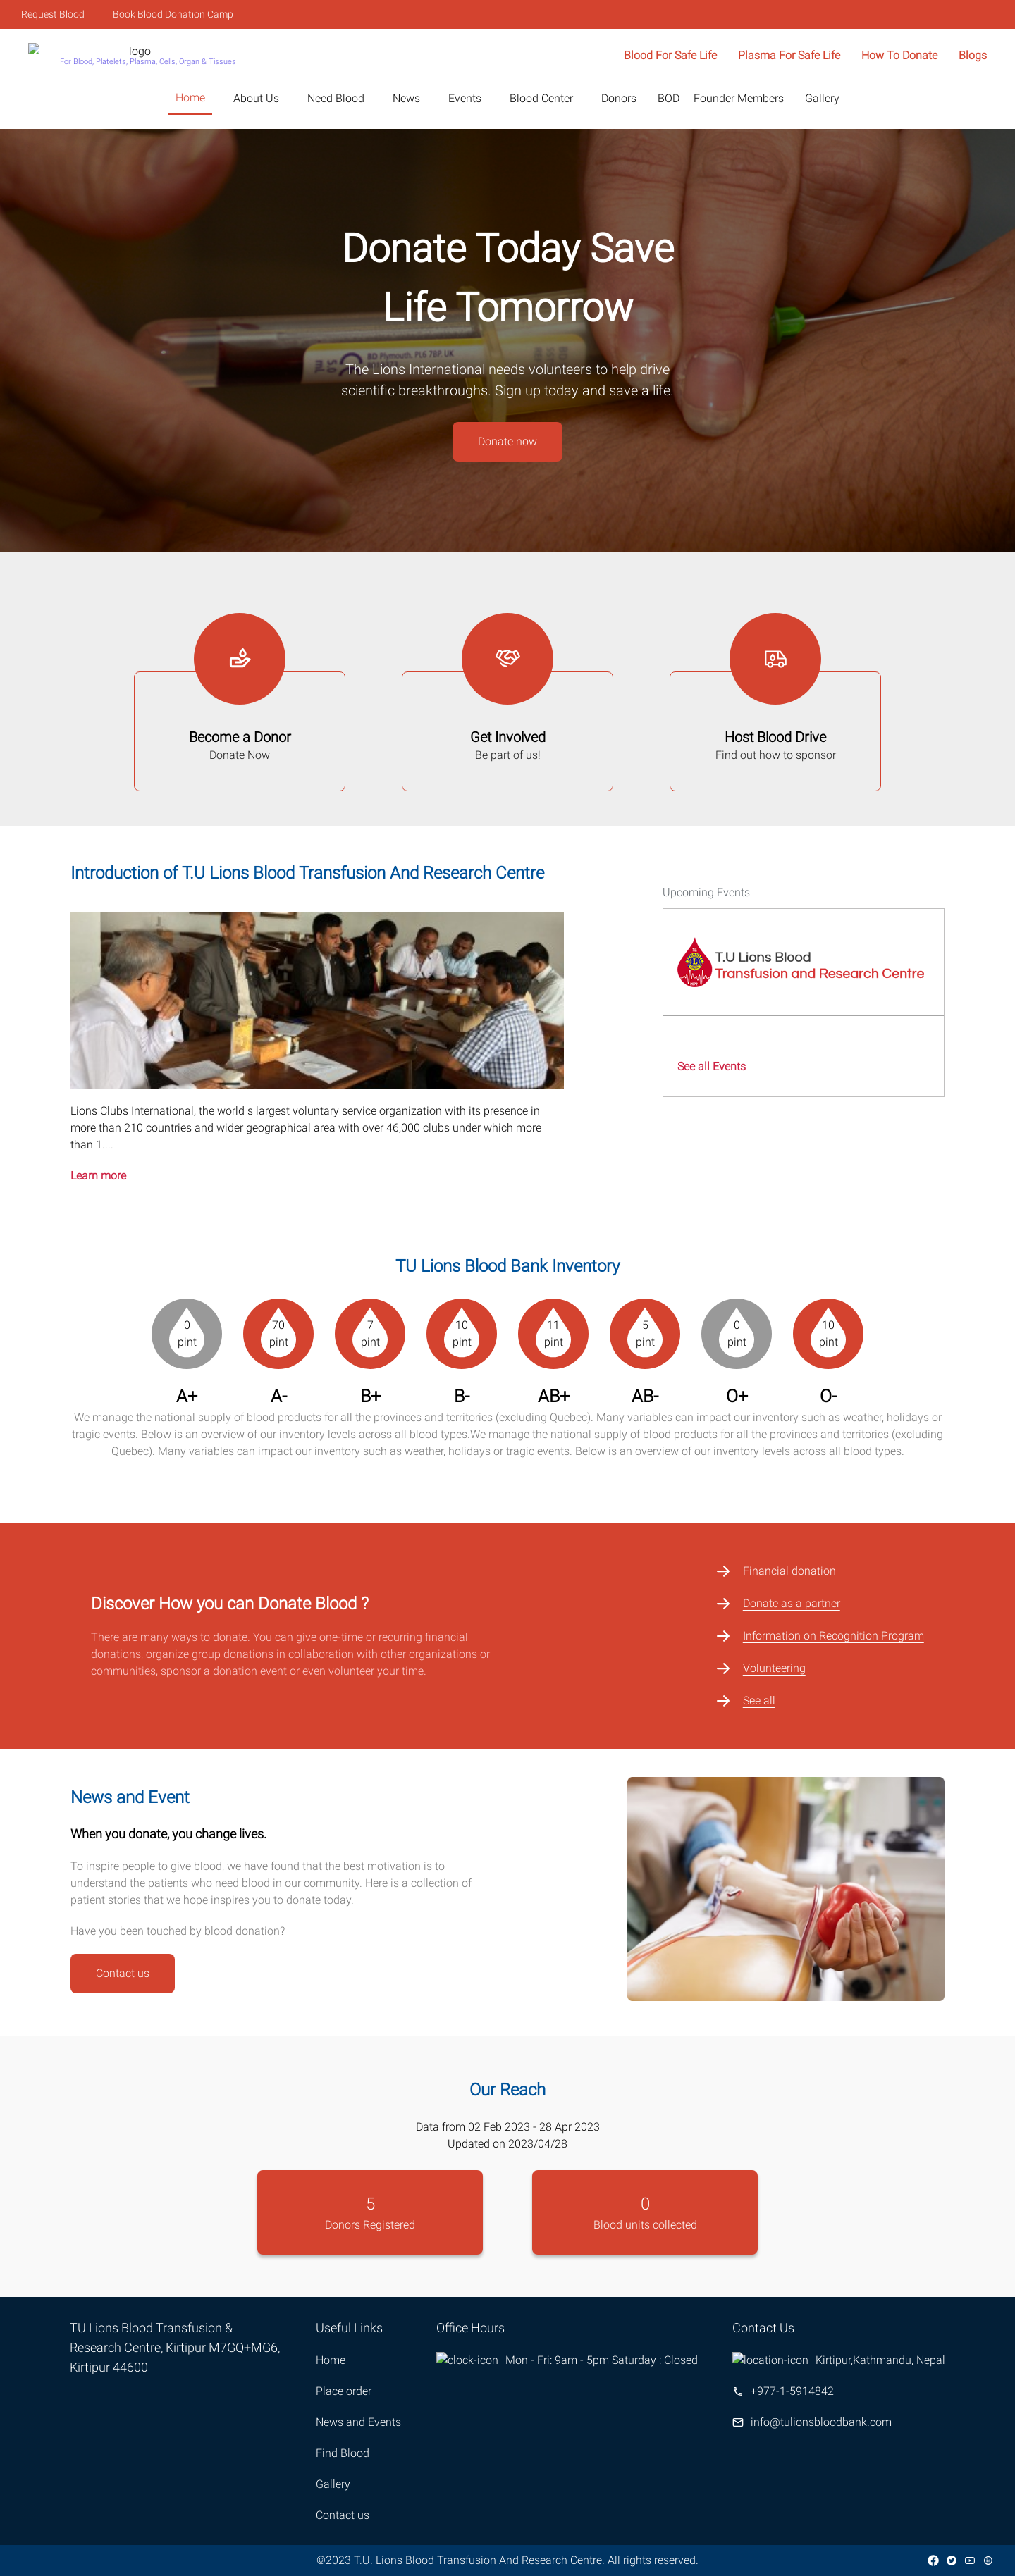 Request Blood
Book Blood Donation Camp
logo
For Blood, Platelets, Plasma, Cells, Organ & Tissues
Blood For Safe Life
Plasma For Safe Life
How To Donate
Blogs
Home
About Us
Need Blood
News
Events
Blood Center
Donors
BOD
Founder Members
Gallery
Donate Today Save
Life Tomorrow
The Lions International needs volunteers to help drive
scientific breakthroughs. Sign up today and save a life.
Donate now
Become a Donor
Donate Now
Get Involved
Be part of us!
Host Blood Drive
Find out how to sponsor
Introduction of T.U Lions Blood Transfusion And Research Centre
Lions Clubs International, the world s largest voluntary service organization with its presence in
more than 210 countries and wider geographical area with over 46,000 clubs under which more
than 1....
Learn more
Upcoming Events
T.U Lions Blood
Transfusion and Research Centre
See all Events
TU Lions Blood Bank Inventory
0
pint
A+
70
pint
A-
7
pint
B+
10
pint
B-
11
pint
AB+
5
pint
AB-
0
pint
O+
10
pint
O-
We manage the national supply of blood products for all the provinces and territories (excluding Quebec). Many variables can impact our inventory such as weather, holidays or
tragic events. Below is an overview of our inventory levels across all blood types.We manage the national supply of blood products for all the provinces and territories (excluding
Quebec). Many variables can impact our inventory such as weather, holidays or tragic events. Below is an overview of our inventory levels across all blood types.
Discover How you can Donate Blood ?
There are many ways to donate. You can give one-time or recurring financial
donations, organize group donations in collaboration with other organizations or
communities, sponsor a donation event or even volunteer your time.
Financial donation
Donate as a partner
Information on Recognition Program
Volunteering
See all
News and Event
When you donate, you change lives.
To inspire people to give blood, we have found that the best motivation is to
understand the patients who need blood in our community. Here is a collection of
patient stories that we hope inspires you to donate today.
Have you been touched by blood donation?
Contact us
Our Reach
Data from 02 Feb 2023 - 28 Apr 2023
Updated on 2023/04/28
5
Donors Registered
0
Blood units collected
TU Lions Blood Transfusion &
Research Centre, Kirtipur M7GQ+MG6,
Kirtipur 44600
Useful Links
Home
Place order
News and Events
Find Blood
Gallery
Contact us
Office Hours
clock-icon Mon - Fri: 9am - 5pm Saturday : Closed
Contact Us
location-icon Kirtipur,Kathmandu, Nepal
+977-1-5914842
info@tulionsbloodbank.com
©2023 T.U. Lions Blood Transfusion And Research Centre. All rights reserved.